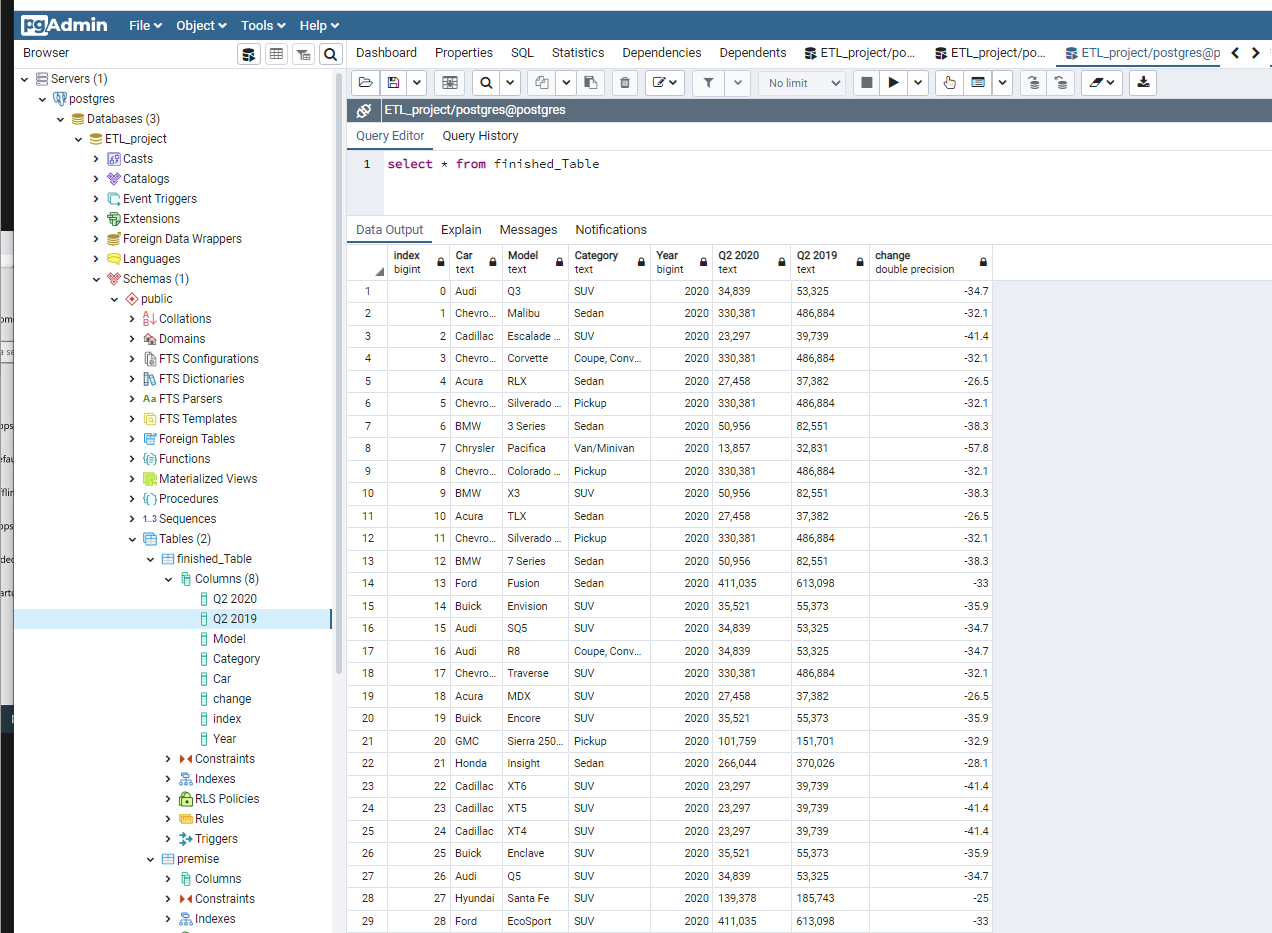 pgAdmin File Object Tools Help
Browser
Dashboard Properties SQL Statistics Dependencies Dependents ETL_project/po... ETL_project/po... ETL_project/postgres@p
No limit
ETL_project/postgres@postgres
Query Editor Query History
1 select * from finished_Table
Servers (1)
postgres
Databases (3)
ETL_project
Casts
Catalogs
Event Triggers
Extensions
Foreign Data Wrappers
Languages
Schemas (1)
public
Collations
Domains
FTS Configurations
FTS Dictionaries
Aa FTS Parsers
FTS Templates
Foreign Tables
Functions
Materialized Views
Procedures
1..3 Sequences
Tables (2)
finished_Table
Columns (8)
Q2 2020
Q2 2019
Model
Category
Car
change
index
Year
Constraints
Indexes
RLS Policies
Rules
Triggers
premise
Columns
Constraints
Indexes
Data Output Explain Messages Notifications
index Car Model Category Year Q2 2020 Q2 2019 change
bigint text text text bigint text text double precision
1 0 Audi Q3 SUV 2020 34,839 53,325 -34.7
2 1 Chevro... Malibu Sedan 2020 330,381 486,884 -32.1
3 2 Cadillac Escalade ... SUV 2020 23,297 39,739 -41.4
4 3 Chevro... Corvette Coupe, Conv... 2020 330,381 486,884 -32.1
5 4 Acura RLX Sedan 2020 27,458 37,382 -26.5
6 5 Chevro... Silverado ... Pickup 2020 330,381 486,884 -32.1
7 6 BMW 3 Series Sedan 2020 50,956 82,551 -38.3
8 7 Chrysler Pacifica Van/Minivan 2020 13,857 32,831 -57.8
9 8 Chevro... Colorado ... Pickup 2020 330,381 486,884 -32.1
10 9 BMW X3 SUV 2020 50,956 82,551 -38.3
11 10 Acura TLX Sedan 2020 27,458 37,382 -26.5
12 11 Chevro... Silverado ... Pickup 2020 330,381 486,884 -32.1
13 12 BMW 7 Series Sedan 2020 50,956 82,551 -38.3
14 13 Ford Fusion Sedan 2020 411,035 613,098 -33
15 14 Buick Envision SUV 2020 35,521 55,373 -35.9
16 15 Audi SQ5 SUV 2020 34,839 53,325 -34.7
17 16 Audi R8 Coupe, Conv... 2020 34,839 53,325 -34.7
18 17 Chevro... Traverse SUV 2020 330,381 486,884 -32.1
19 18 Acura MDX SUV 2020 27,458 37,382 -26.5
20 19 Buick Encore SUV 2020 35,521 55,373 -35.9
21 20 GMC Sierra 250... Pickup 2020 101,759 151,701 -32.9
22 21 Honda Insight Sedan 2020 266,044 370,026 -28.1
23 22 Cadillac XT6 SUV 2020 23,297 39,739 -41.4
24 23 Cadillac XT5 SUV 2020 23,297 39,739 -41.4
25 24 Cadillac XT4 SUV 2020 23,297 39,739 -41.4
26 25 Buick Enclave SUV 2020 35,521 55,373 -35.9
27 26 Audi Q5 SUV 2020 34,839 53,325 -34.7
28 27 Hyundai Santa Fe SUV 2020 139,378 185,743 -25
29 28 Ford EcoSport SUV 2020 411,035 613,098 -33